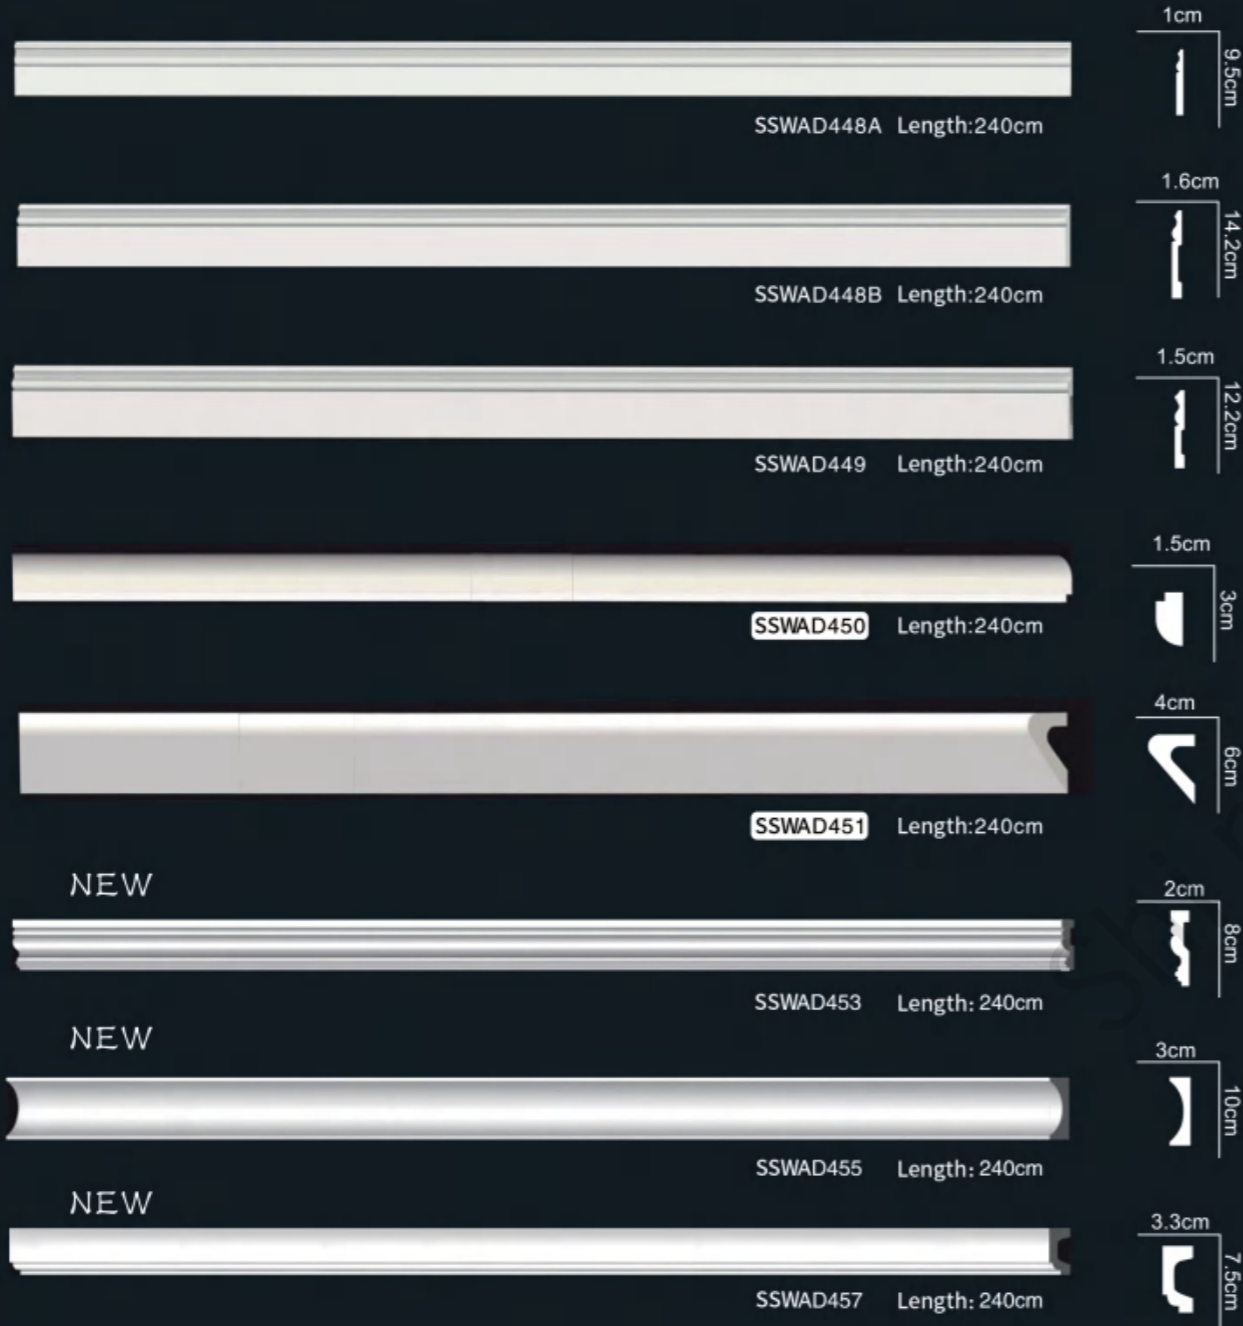 1cm
9.5cm
SSWAD448A Length:240cm
1.6cm
14.2cm
SSWAD448B Length:240cm
1.5cm
12.2cm
SSWAD449 Length:240cm
1.5cm
3cm
SSWAD450 Length:240cm
4cm
6cm
SSWAD451 Length:240cm
NEW
2cm
8cm
SSWAD453 Length: 240cm
NEW
3cm
10cm
SSWAD455 Length: 240cm
NEW
3.3cm
7.5cm
SSWAD457 Length: 240cm